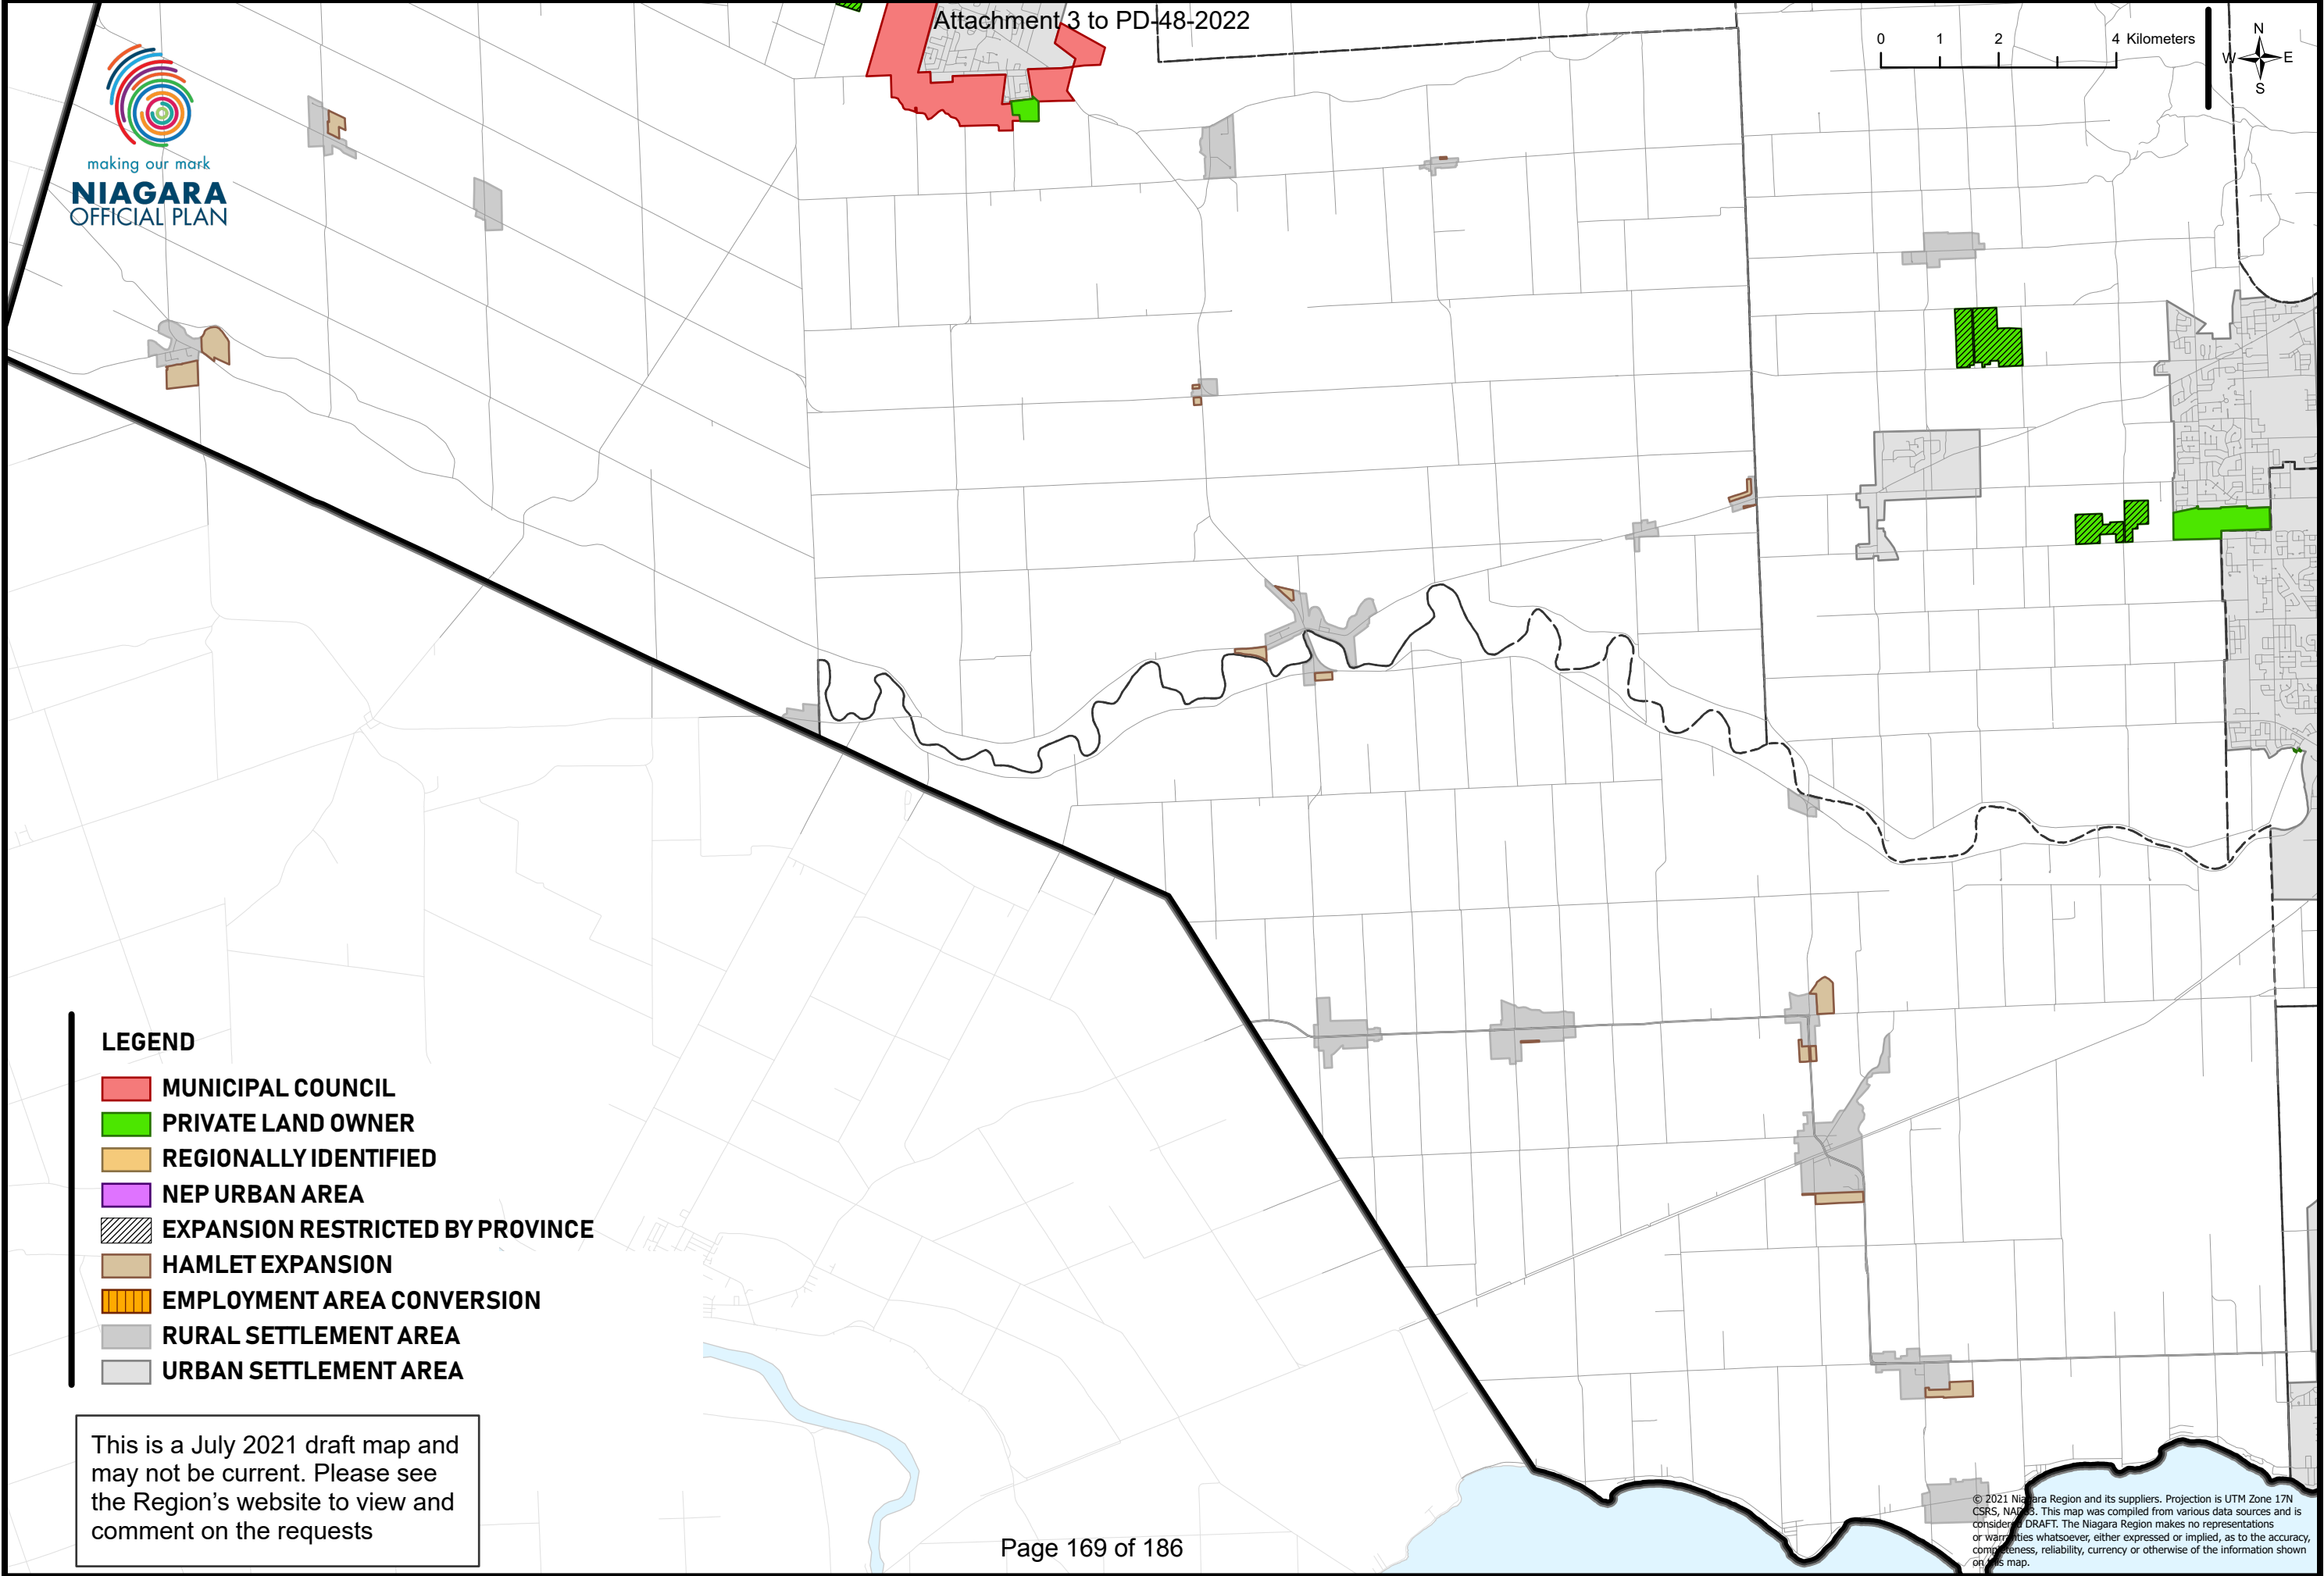 Attachment 3 to PD-48-2022
0 1 2 4 Kilometers
N
W E
S
making our mark
NIAGARA
OFFICIAL PLAN
LEGEND
MUNICIPAL COUNCIL
PRIVATE LAND OWNER
REGIONALLY IDENTIFIED
NEP URBAN AREA
EXPANSION RESTRICTED BY PROVINCE
HAMLET EXPANSION
EMPLOYMENT AREA CONVERSION
RURAL SETTLEMENT AREA
URBAN SETTLEMENT AREA
This is a July 2021 draft map and
may not be current. Please see
the Region's website to view and
comment on the requests
Page 169 of 186
© 2021 Niagara Region and its suppliers. Projection is UTM Zone 17N
CSRS, NAD83. This map was compiled from various data sources and is
considered DRAFT. The Niagara Region makes no representations
or warranties whatsoever, either expressed or implied, as to the accuracy,
completeness, reliability, currency or otherwise of the information shown
on this map.